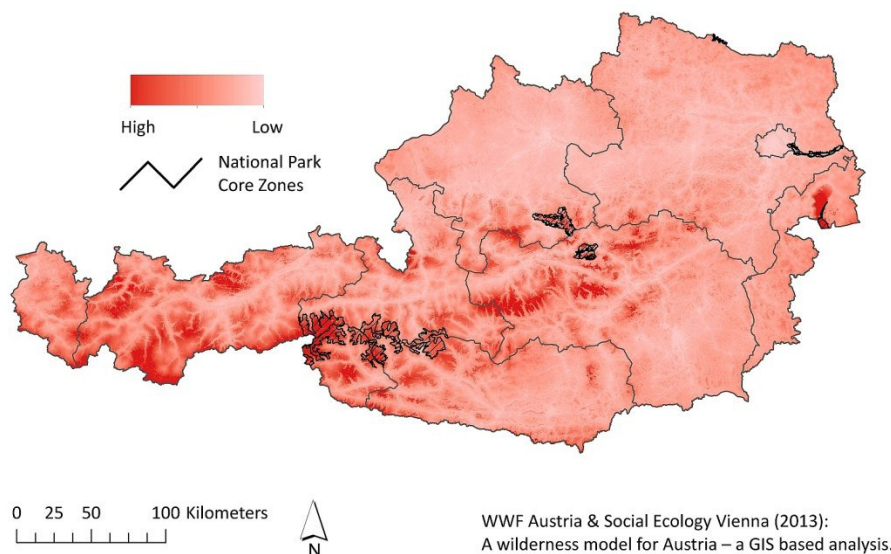 High Low
National Park
Core Zones
0 25 50 100 Kilometers
N
WWF Austria & Social Ecology Vienna (2013):
A wilderness model for Austria – a GIS based analysis.